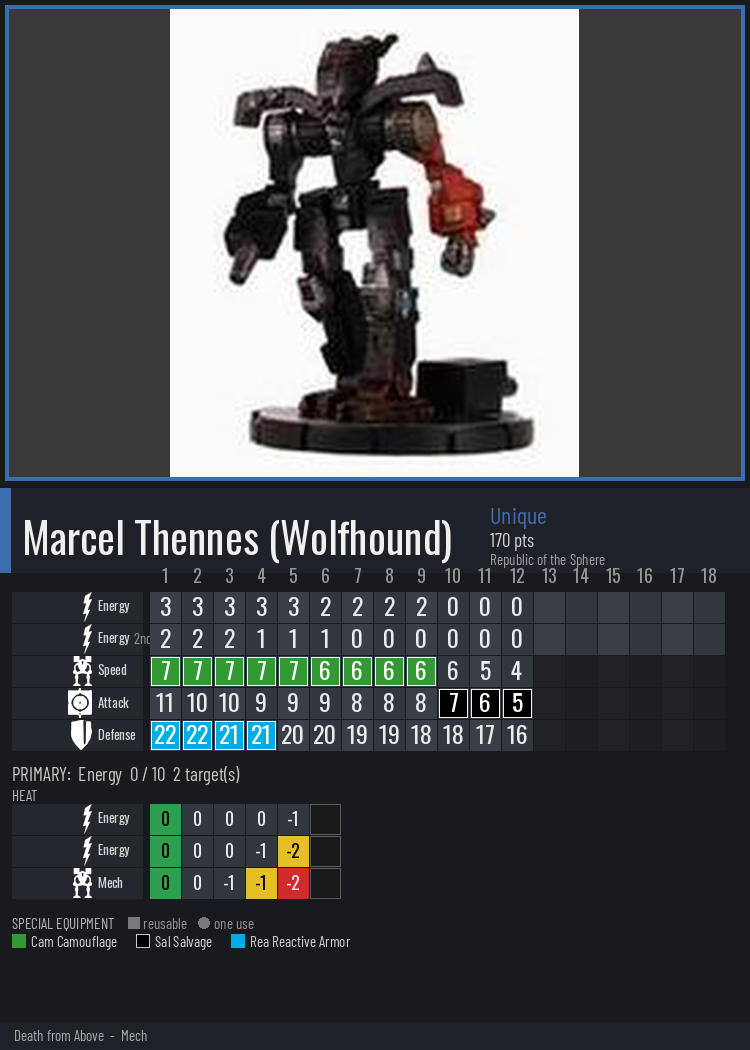 Marcel Thennes (Wolfhound)
Unique
170 pts
Republic of the Sphere
1 2 3 4 5 6 7 8 9 10 11 12 13 14 15 16 17 18
Energy 3 3 3 3 3 2 2 2 2 0 0 0
Energy 2nd 2 2 2 1 1 1 0 0 0 0 0 0
Speed 7 7 7 7 7 6 6 6 6 6 5 4
Attack 11 10 10 9 9 9 8 8 8 7 6 5
Defense 22 22 21 21 20 20 19 19 18 18 17 16
PRIMARY: Energy 0 / 10 2 target(s)
HEAT
Energy 0 0 0 0 -1
Energy 0 0 0 -1 -2
Mech 0 0 -1 -1 -2
SPECIAL EQUIPMENT reusable one use
Cam Camouflage Sal Salvage Rea Reactive Armor
Death from Above - Mech